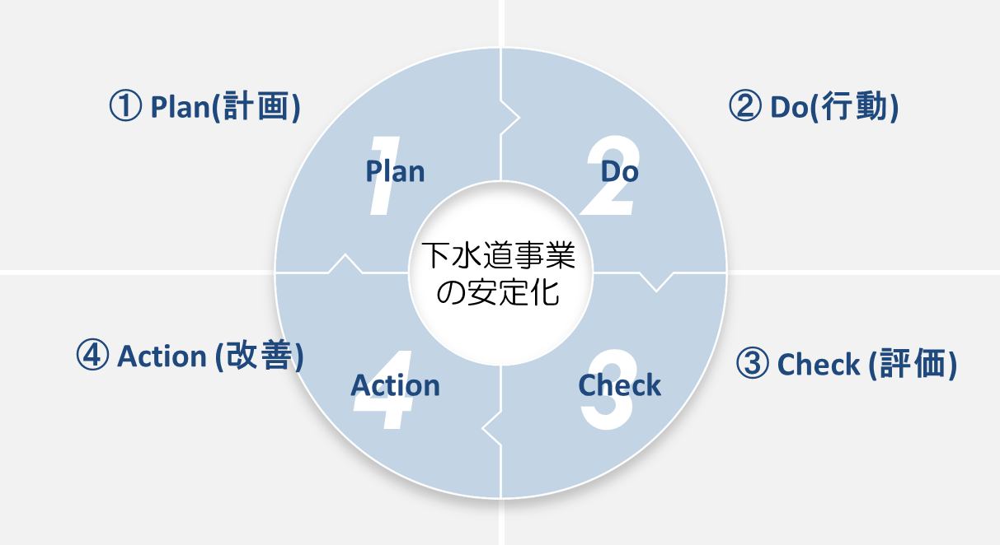 ① Plan(計画)
② Do(行動)
1
Plan
2
Do
下水道事業
の安定化
④ Action (改善)
③ Check (評価)
4
Action
3
Check